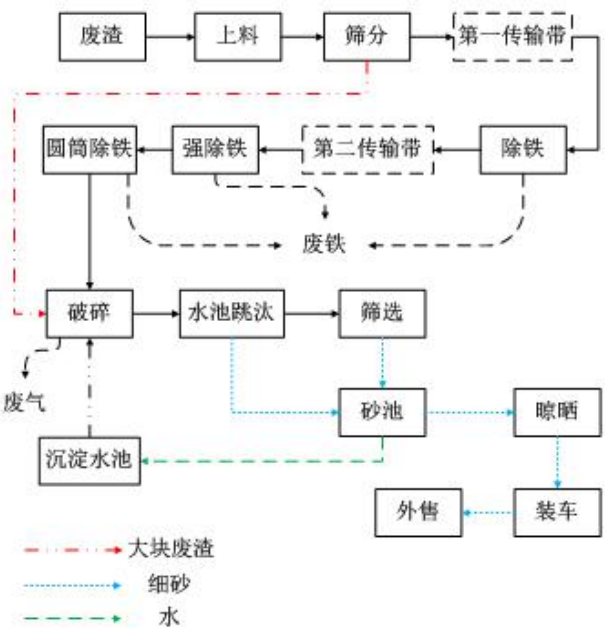 废渣
上料
筛分
第一传输带
圆筒除铁
强除铁
第二传输带
除铁
废铁
破碎
水池跳汰
筛选
废气
砂池
晾晒
沉淀水池
外售
装车
大块废渣
细砂
水